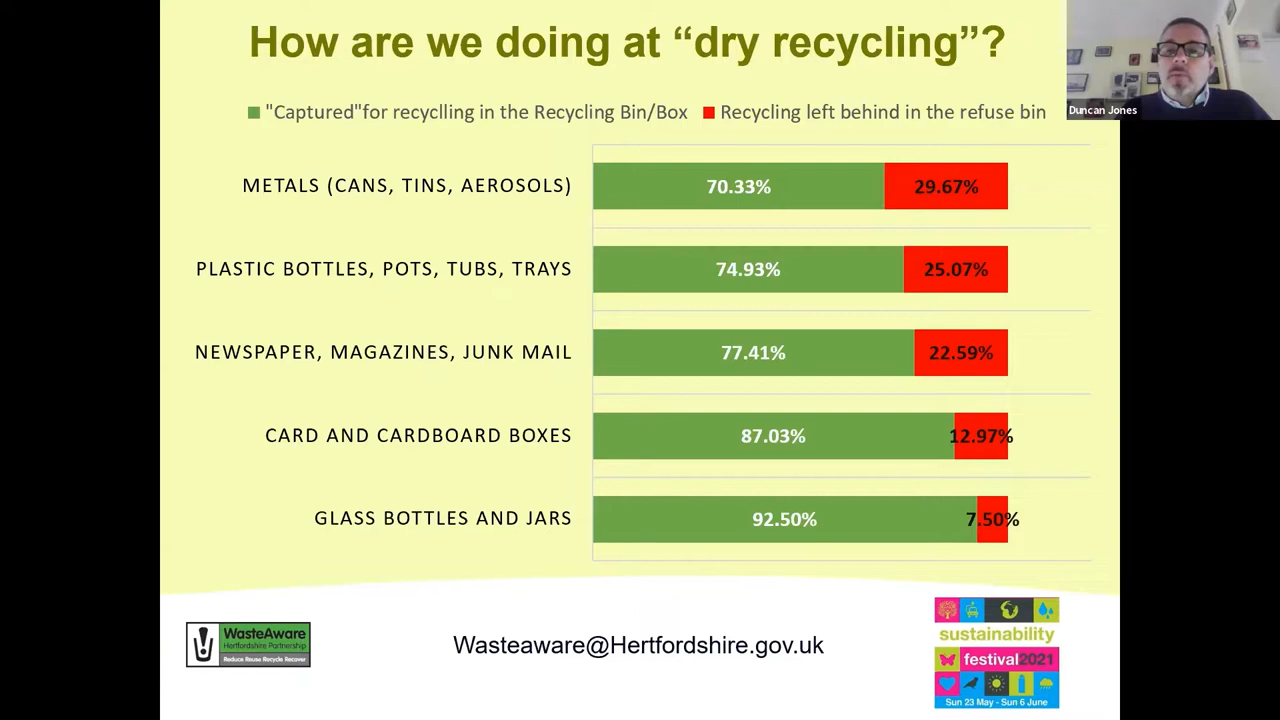 How are we doing at “dry recycling”?
Duncan Jones
"Captured"for recyclling in the Recycling Bin/Box
Recycling left behind in the refuse bin
METALS (CANS, TINS, AEROSOLS)
70.33%
29.67%
PLASTIC BOTTLES, POTS, TUBS, TRAYS
74.93%
25.07%
NEWSPAPER, MAGAZINES, JUNK MAIL
77.41%
22.59%
CARD AND CARDBOARD BOXES
87.03%
12.97%
GLASS BOTTLES AND JARS
92.50%
7.50%
WasteAware
Hertfordshire Partnership
Reduce Reuse Recycle Recover
Wasteaware@Hertfordshire.gov.uk
sustainability
festival2021
Sun 23 May - Sun 6 June